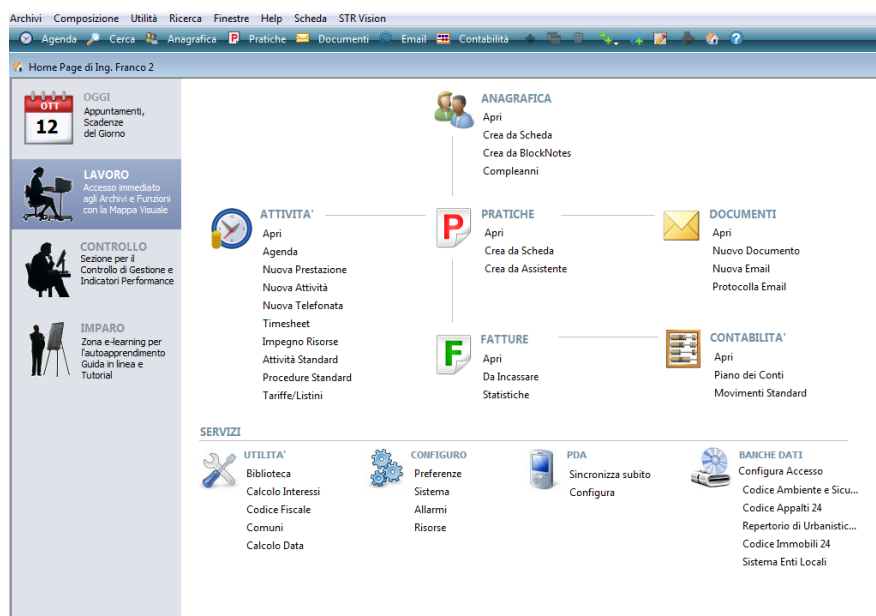 Archivi Composizione Utilità Ricerca Finestre Help Scheda STR Vision
Agenda Cerca Anagrafica P Pratiche Documenti Email Contabilità ?
Home Page di Ing. Franco 2
OTT
12
OGGI
Appuntamenti,
Scadenze
del Giorno
LAVORO
Accesso immediato
agli Archivi e Funzioni
con la Mappa Visuale
CONTROLLO
Sezione per il
Controllo di Gestione e
Indicatori Performance
IMPARO
Zona e-learning per
l'autoapprendimento
Guida in linea e
Tutorial
ANAGRAFICA
Apri
Crea da Scheda
Crea da BlockNotes
Compleanni
ATTIVITA'
Apri
Agenda
Nuova Prestazione
Nuova Attività
Nuova Telefonata
Timesheet
Impegno Risorse
Attività Standard
Procedure Standard
Tariffe/Listini
P
PRATICHE
Apri
Crea da Scheda
Crea da Assistente
DOCUMENTI
Apri
Nuovo Documento
Nuova Email
Protocolla Email
F
FATTURE
Apri
Da Incassare
Statistiche
CONTABILITA'
Apri
Piano dei Conti
Movimenti Standard
SERVIZI
UTILITA'
Biblioteca
Calcolo Interessi
Codice Fiscale
Comuni
Calcolo Data
CONFIGURO
Preferenze
Sistema
Allarmi
Risorse
PDA
Sincronizza subito
Configura
BANCHE DATI
Configura Accesso
Codice Ambiente e Sicu...
Codice Appalti 24
Repertorio di Urbanistic...
Codice Immobili 24
Sistema Enti Locali